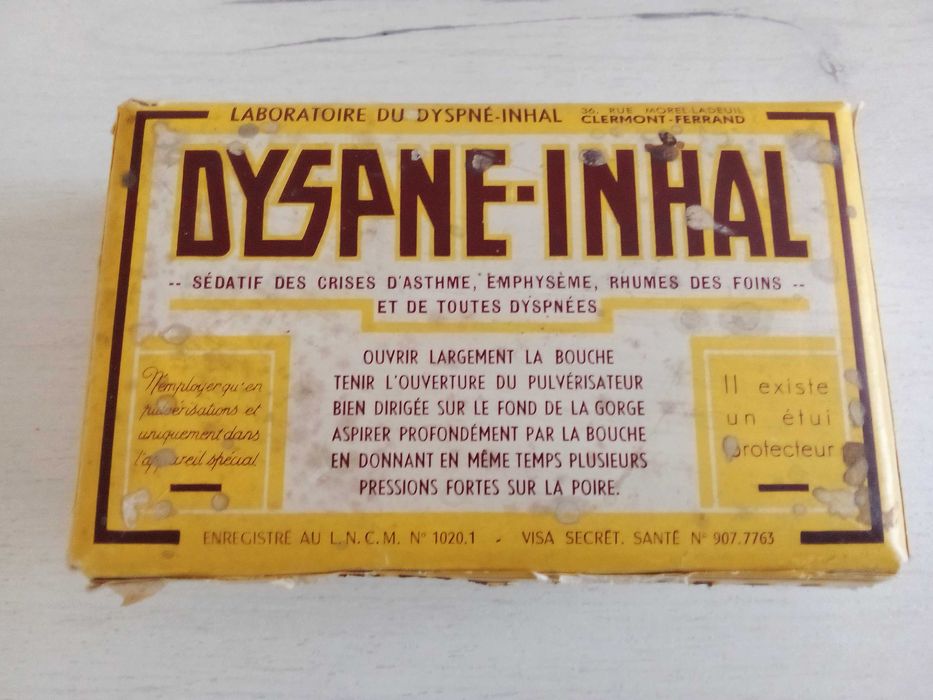 LABORATOIRE DU DYSPNÉ-INHAL
36, RUE MOREL-LADEUIL
CLERMONT-FERRAND
DYSPNE-INHAL
-- SÉDATIF DES CRISES D'ASTHME, EMPHYSÈME, RHUMES DES FOINS --
ET DE TOUTES DYSPNÉES
N'employer qu'en
pulvérisations et
uniquement dans
l'appareil spécial
OUVRIR LARGEMENT LA BOUCHE
TENIR L'OUVERTURE DU PULVÉRISATEUR
BIEN DIRIGÉE SUR LE FOND DE LA GORGE
ASPIRER PROFONDÉMENT PAR LA BOUCHE
EN DONNANT EN MÊME TEMPS PLUSIEURS
PRESSIONS FORTES SUR LA POIRE.
Il existe
un étui
protecteur
ENREGISTRÉ AU L.N.C.M. N° 1020.1 - VISA SECRÉT. SANTÉ N° 907.7763